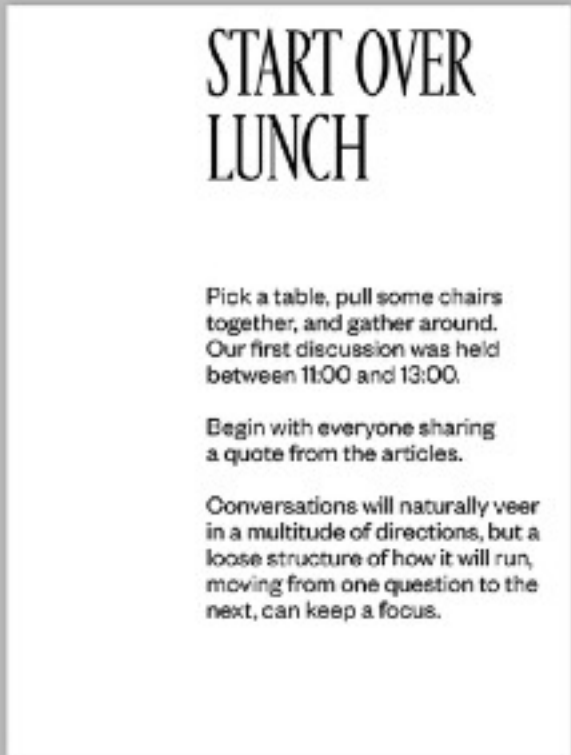 START OVER
LUNCH
Pick a table, pull some chairs
together, and gather around.
Our first discussion was held
between 11:00 and 13:00.
Begin with everyone sharing
a quote from the articles.
Conversations will naturally veer
in a multitude of directions, but a
loose structure of how it will run,
moving from one question to the
next, can keep a focus.